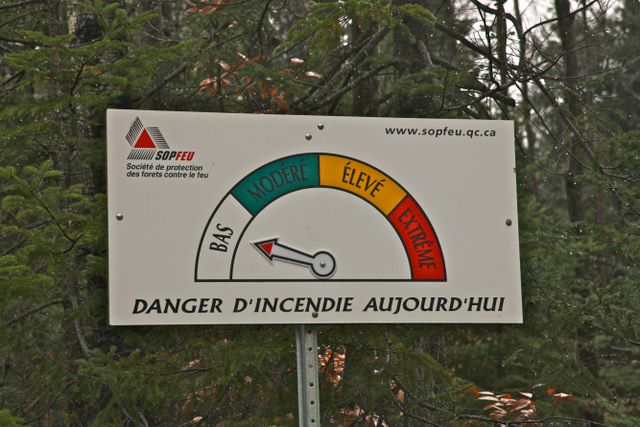 SOPFEU
Société de protection
des forets contre le feu
www.sopfeu.qc.ca
BAS
MODÉRÉ
ÉLEVÉ
EXTRÊME
DANGER D'INCENDIE AUJOURD'HUI